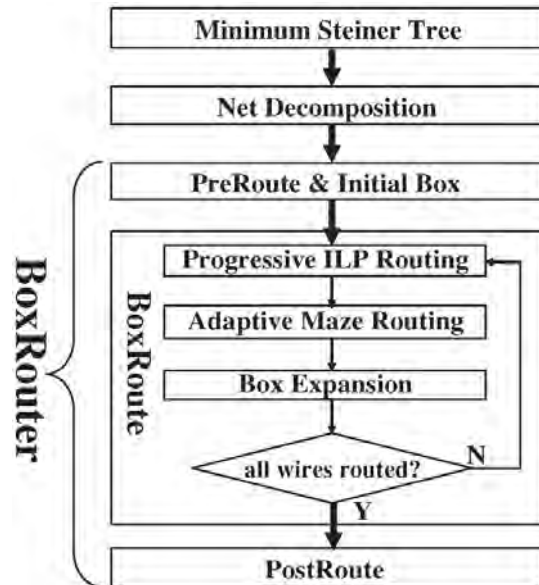 Minimum Steiner Tree
Net Decomposition
PreRoute & Initial Box
BoxRouter
BoxRoute
Progressive ILP Routing
Adaptive Maze Routing
Box Expansion
all wires routed?
N
Y
PostRoute